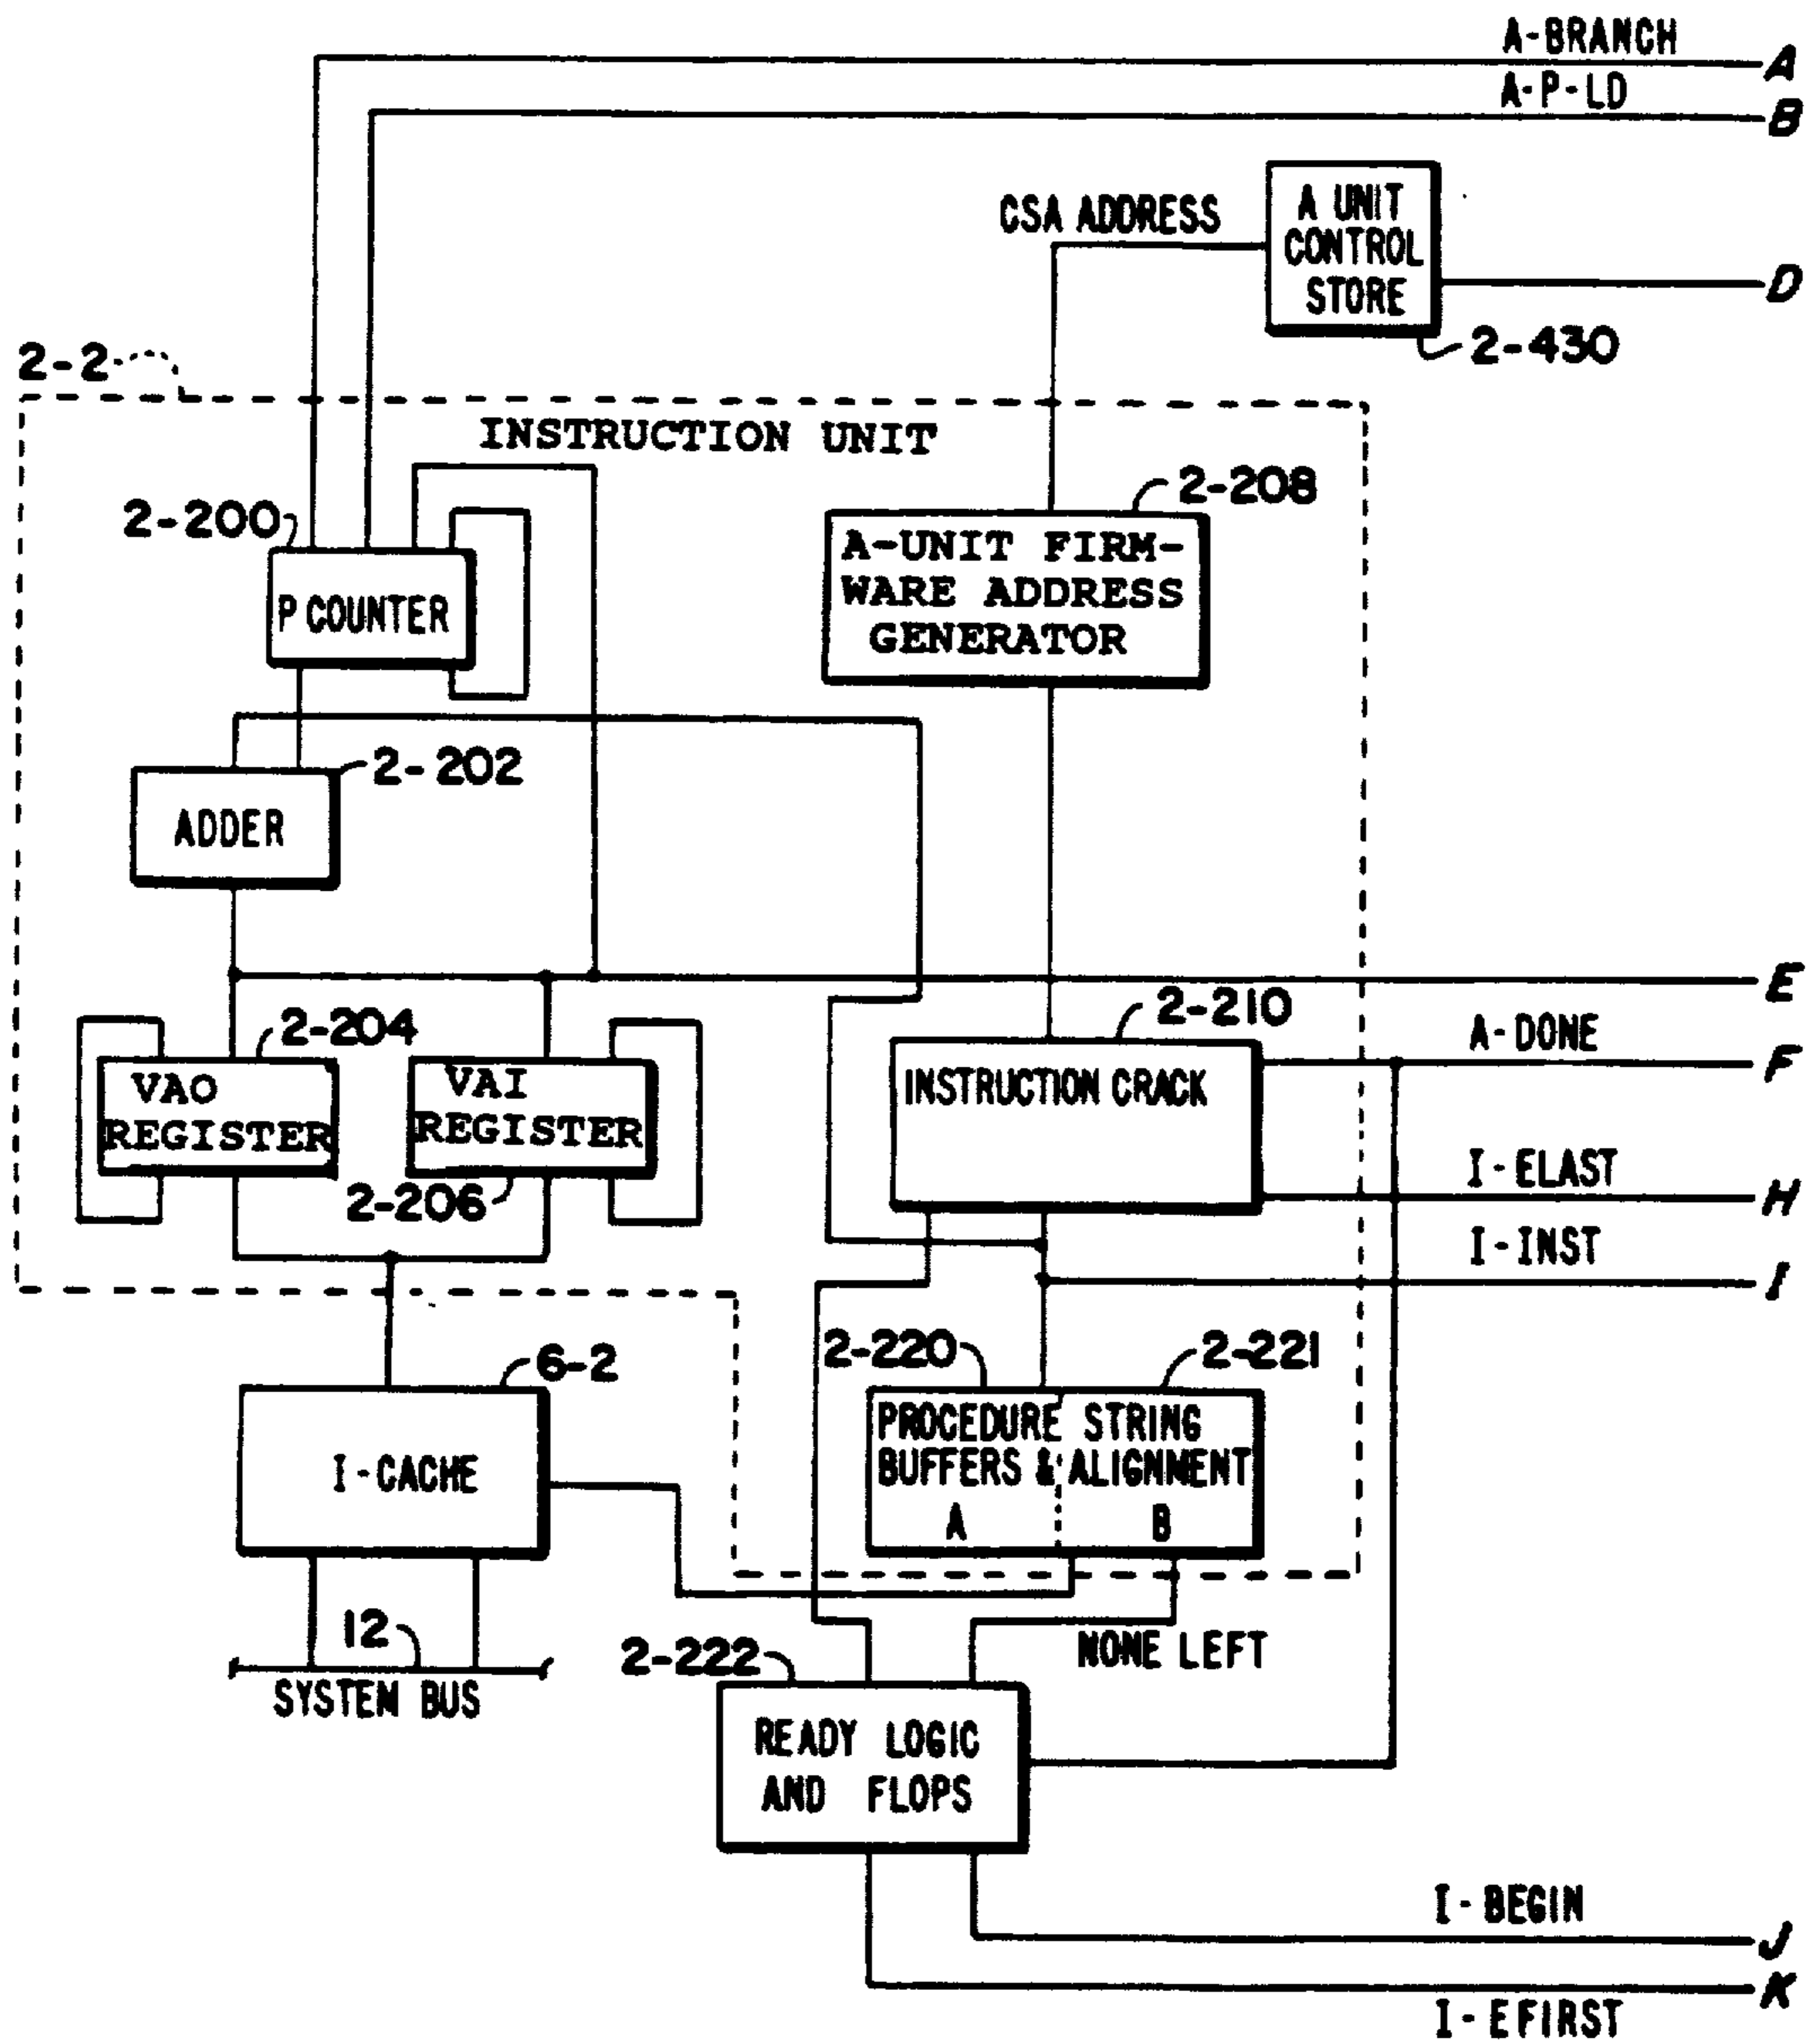 A-BRANCH
A
A-P-LD
B
CSA ADDRESS
A UNIT
CONTROL
STORE
D
2-430
2-2
INSTRUCTION UNIT
2-200
2-208
P COUNTER
A-UNIT FIRM-
WARE ADDRESS
GENERATOR
2-202
ADDER
E
2-204
2-210
A-DONE
F
VAO
REGISTER
VAI
REGISTER
INSTRUCTION CRACK
2-206
I-ELAST
H
I-INST
I
2-220
2-221
6-2
PROCEDURE STRING
BUFFERS & ALIGNMENT
A
B
I-CACHE
12
SYSTEM BUS
NONE LEFT
2-222
READY LOGIC
AND FLOPS
I-BEGIN
J
K
I-EFIRST